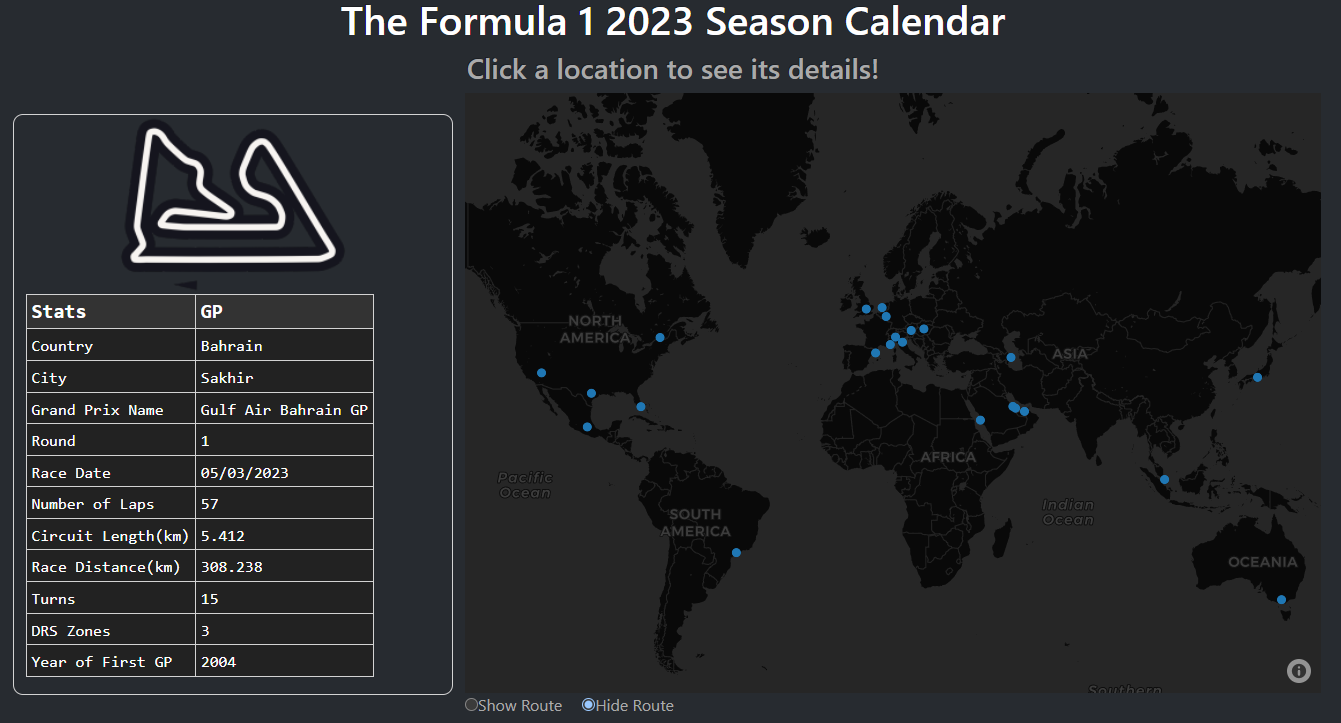 The Formula 1 2023 Season Calendar
Click a location to see its details!
Stats GP
Country Bahrain
City Sakhir
Grand Prix Name Gulf Air Bahrain GP
Round 1
Race Date 05/03/2023
Number of Laps 57
Circuit Length(km) 5.412
Race Distance(km) 308.238
Turns 15
DRS Zones 3
Year of First GP 2004
NORTH
AMERICA
ASIA
AFRICA
Pacific
Ocean
Indian
Ocean
SOUTH
AMERICA
OCEANIA
Southern
Show Route Hide Route